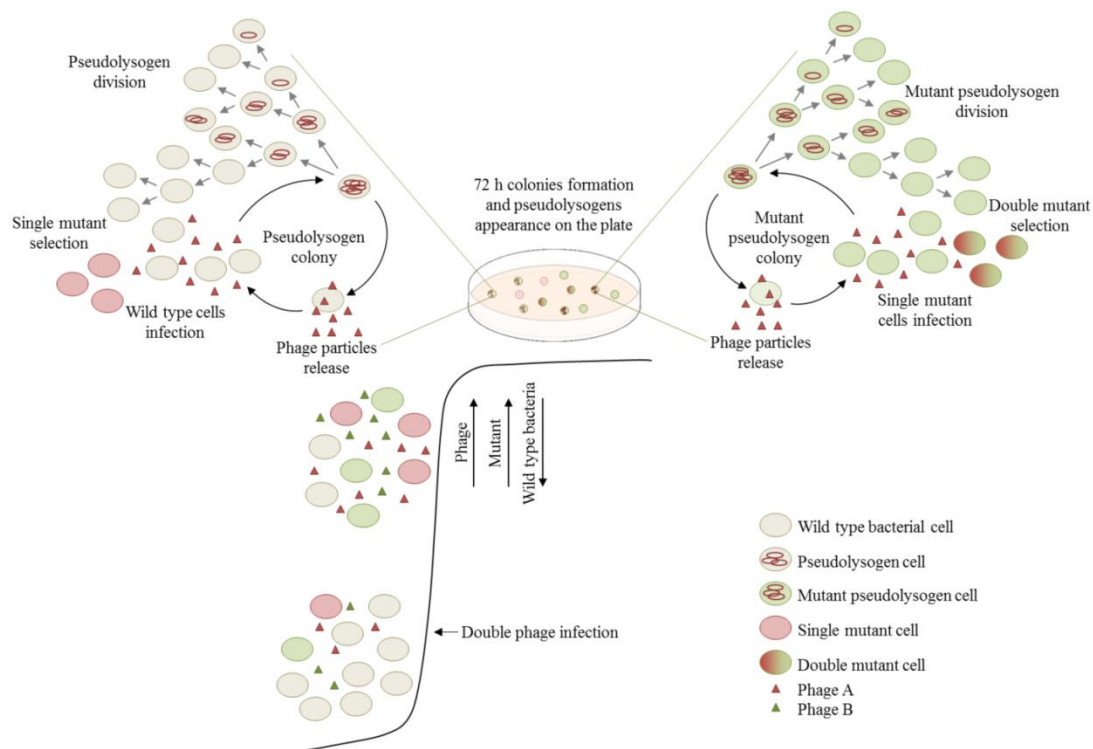 Pseudolysogen
division
Mutant pseudolysogen
division
72 h colonies formation
and pseudolysogens
appearance on the plate
Single mutant
selection
Pseudolysogen
colony
Mutant
pseudolysogen
colony
Double mutant
selection
Wild type cells
infection
Phage particles
release
Phage particles
release
Single mutant
cells infection
Phage
Mutant
Wild type bacteria
Double phage infection
Wild type bacterial cell
Pseudolysogen cell
Mutant pseudolysogen cell
Single mutant cell
Double mutant cell
Phage A
Phage B